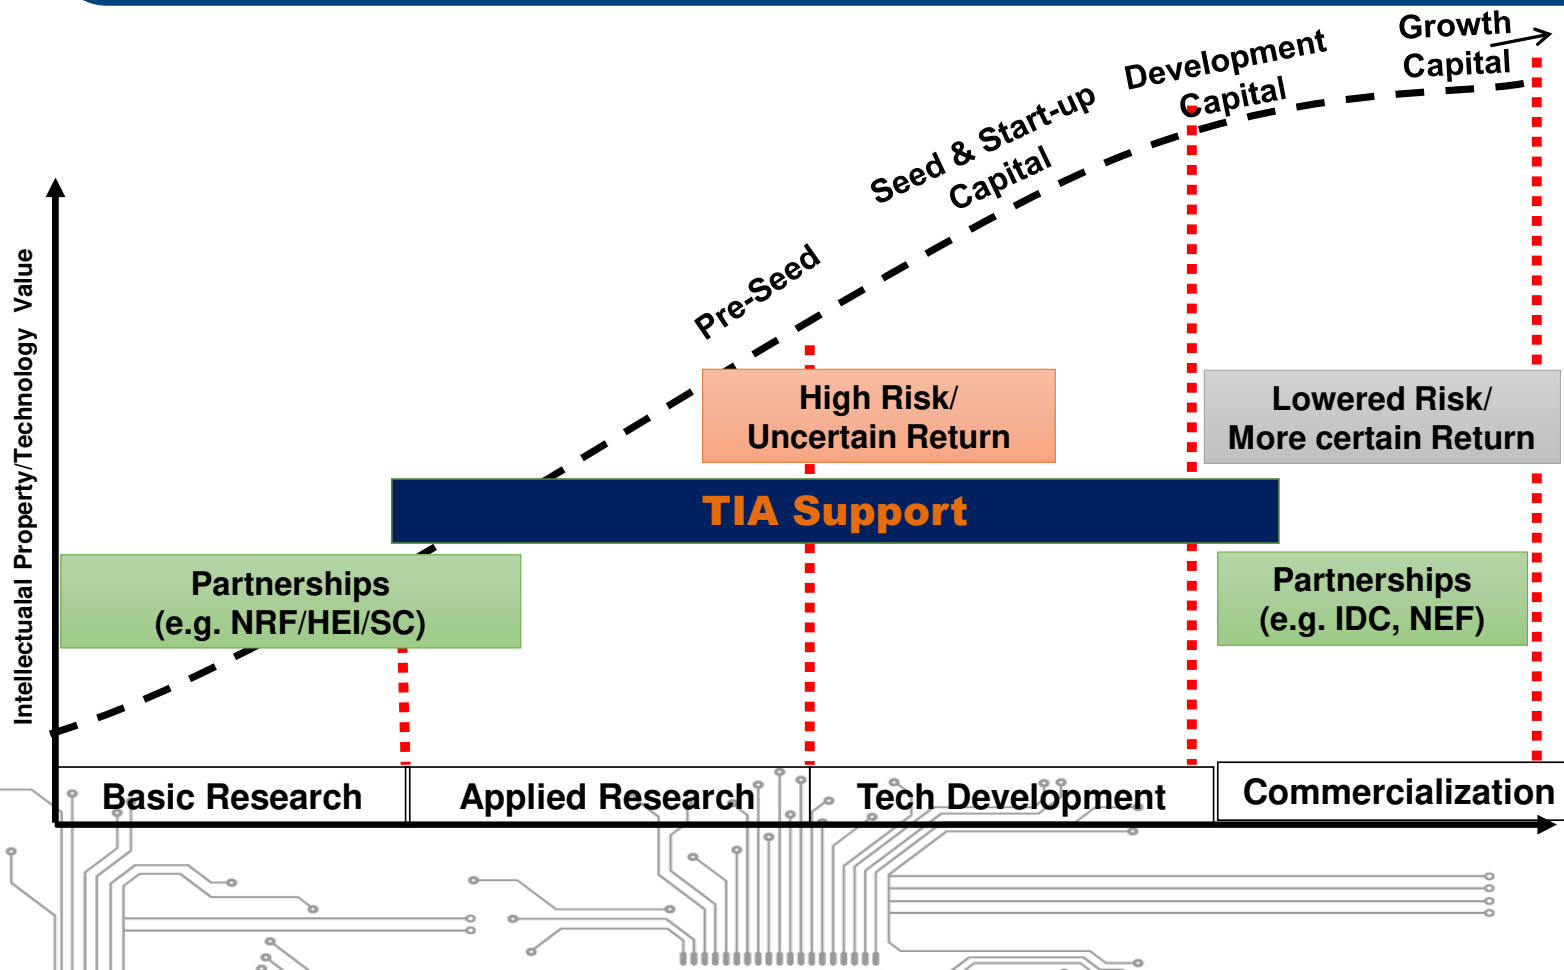 Growth
Capital
Development
Capital
Seed & Start-up
Capital
Pre-Seed
Intellectualal Property/Technology Value
High Risk/
Uncertain Return
Lowered Risk/
More certain Return
TIA Support
Partnerships
(e.g. NRF/HEI/SC)
Partnerships
(e.g. IDC, NEF)
Basic Research
Applied Research
Tech Development
Commercialization